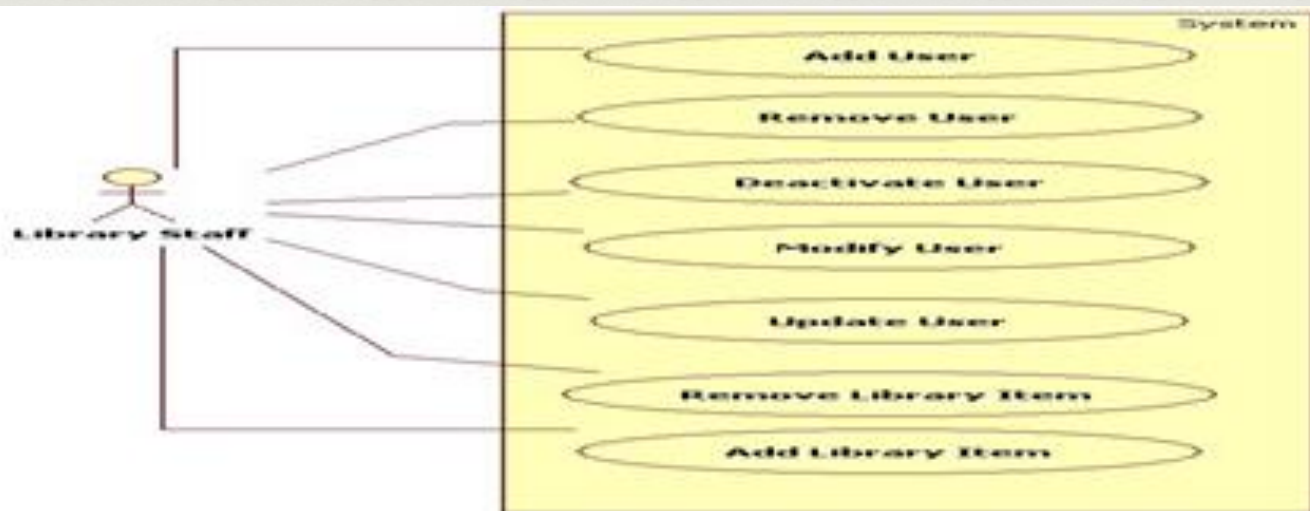 System
Add User
Remove User
Deactivate User
Modify User
Library Staff
Update User
Remove Library Item
Add Library Item